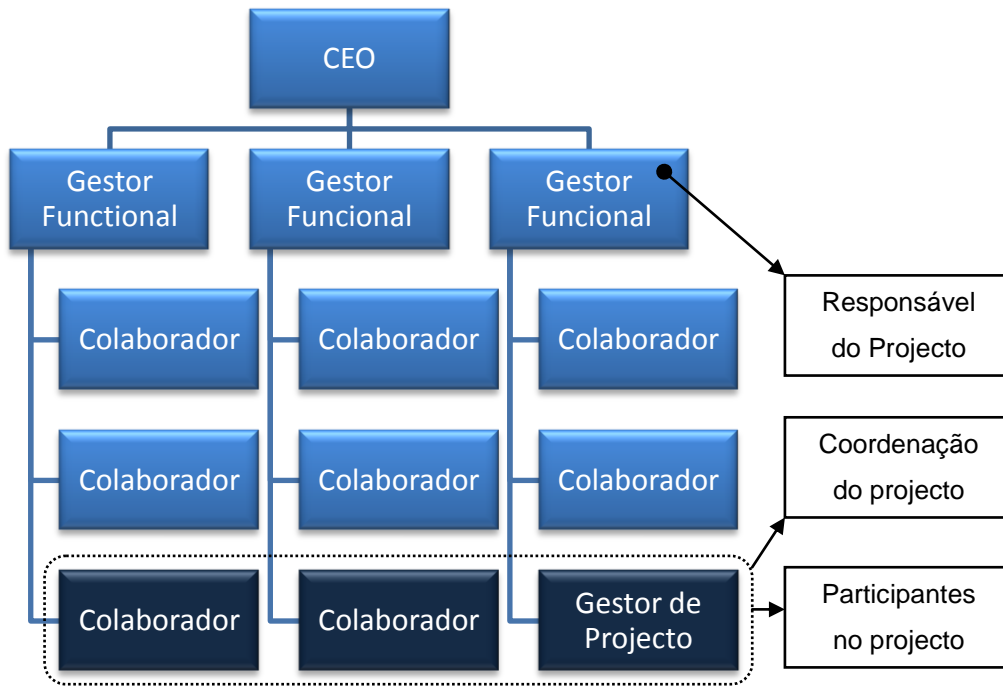 CEO
Gestor
Functional
Gestor
Funcional
Gestor
Funcional
Responsável
do Projecto
Colaborador
Colaborador
Colaborador
Coordenação
do projecto
Colaborador
Colaborador
Colaborador
Participantes
no projecto
Colaborador
Colaborador
Gestor de
Projecto